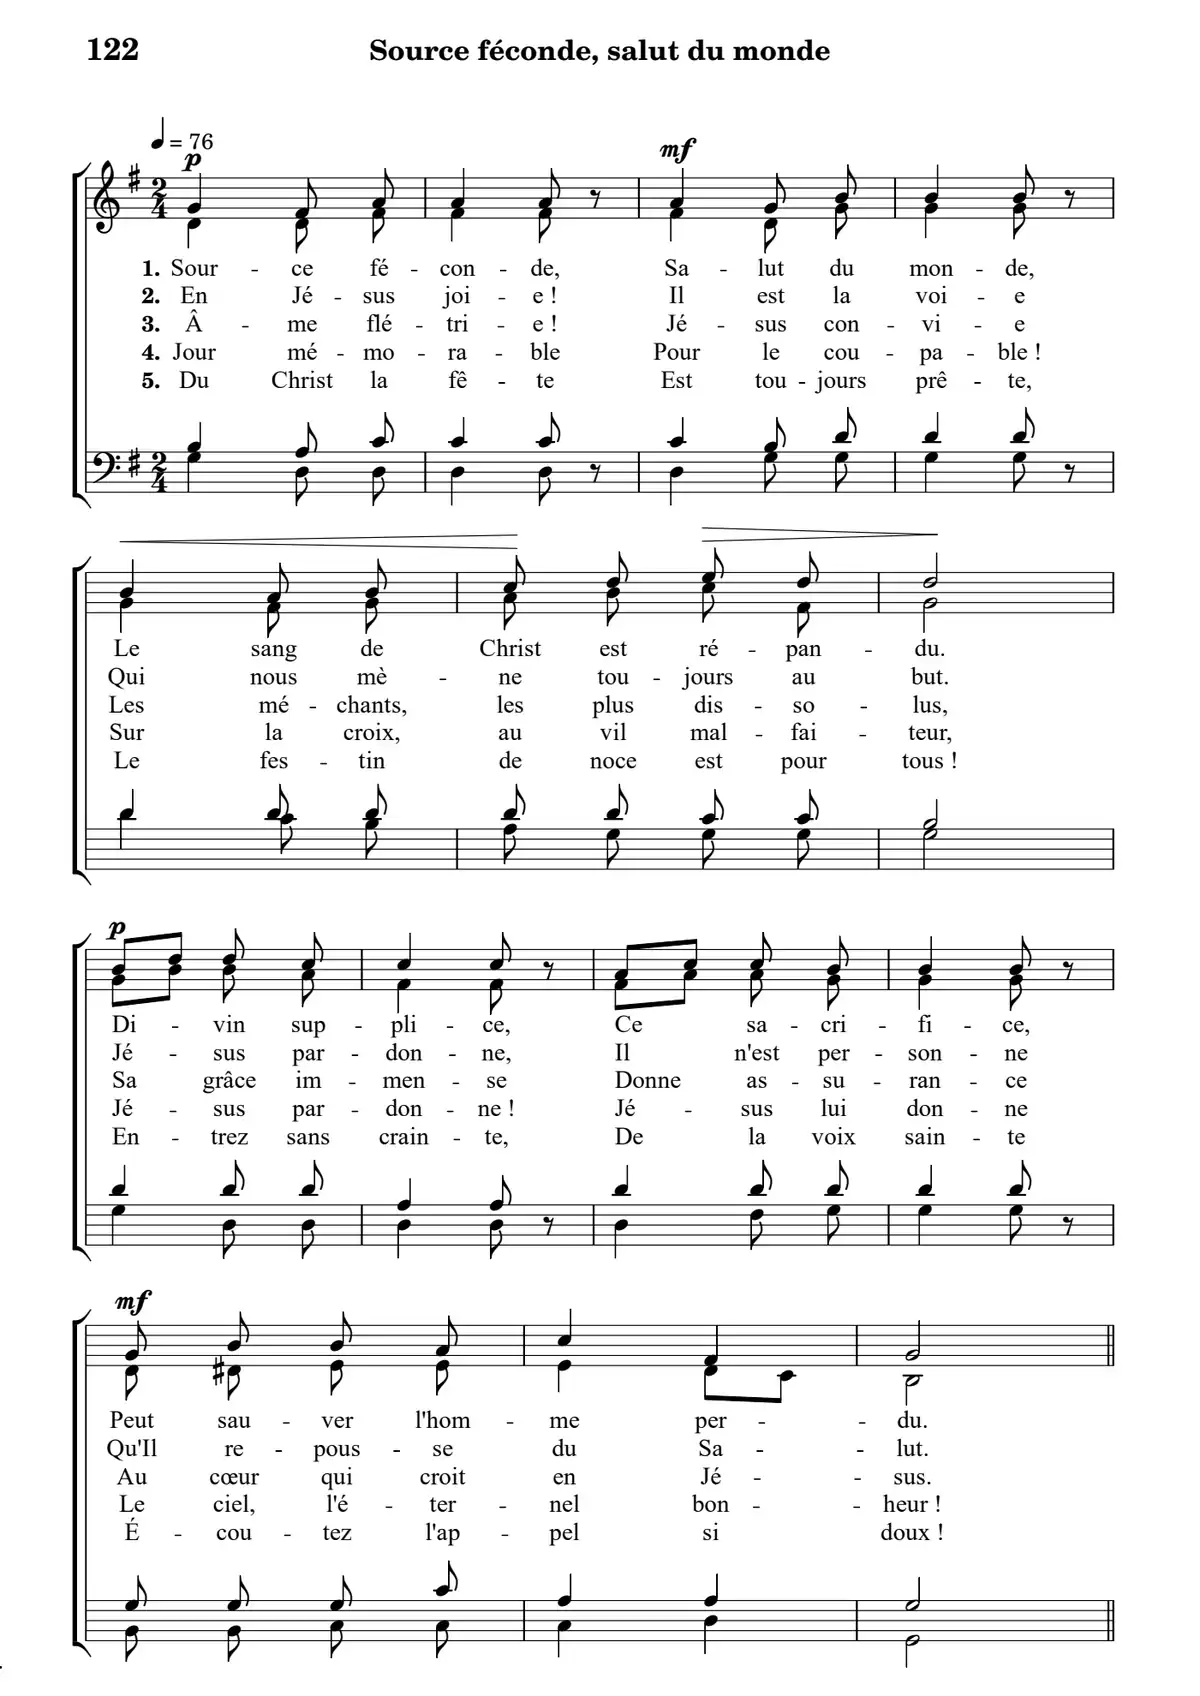 122 Source féconde, salut du monde
♩ = 76
p mf
2/4
1. Sour - ce fé - con - de, Sa - lut du mon - de,
2. En Jé - sus joi - e ! Il est la voi - e
3. Â - me flé - tri - e ! Jé - sus con - vi - e
4. Jour mé - mo - ra - ble Pour le cou - pa - ble !
5. Du Christ la fê - te Est tou - jours prê - te,
2/4
Le sang de Christ est ré - pan - du.
Qui nous mè - ne tou - jours au but.
Les mé - chants, les plus dis - so - lus,
Sur la croix, au vil mal - fai - teur,
Le fes - tin de noce est pour tous !
p
Di - vin sup - pli - ce, Ce sa - cri - fi - ce,
Jé - sus par - don - ne, Il n'est per - son - ne
Sa grâce im - men - se Donne as - su - ran - ce
Jé - sus par - don - ne ! Jé - sus lui don - ne
En - trez sans crain - te, De la voix sain - te
mf
Peut sau - ver l'hom - me per - du.
Qu'Il re - pous - se du Sa - lut.
Au cœur qui croit en Jé - sus.
Le ciel, l'é - ter - nel bon - heur !
É - cou - tez l'ap - pel si doux !